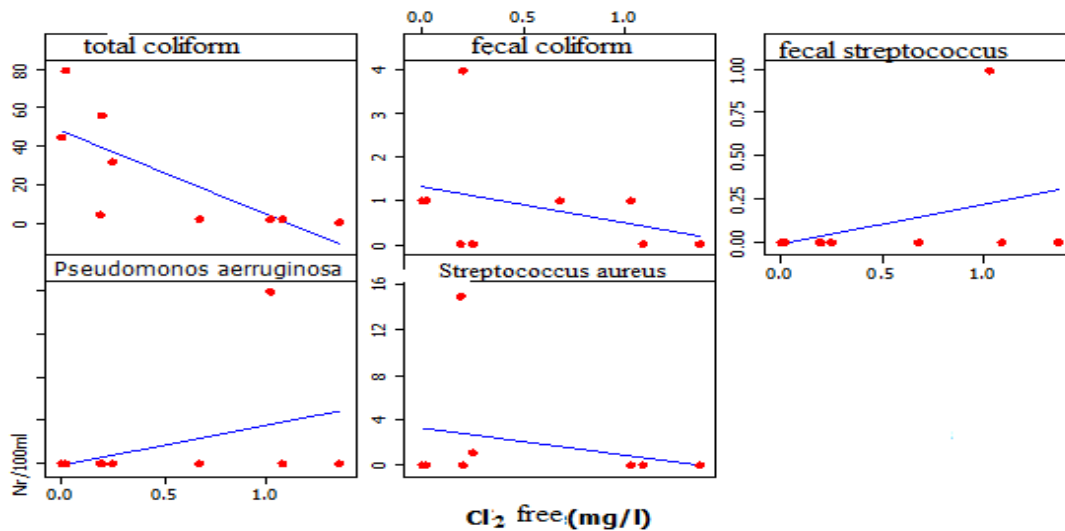 0.0 0.5 1.0
total coliform
fecal coliform
fecal streptococcus
80
60
40
20
0
4
3
2
1
0
1.00
0.75
0.50
0.25
0.00
0.0 0.5 1.0
Pseudomonos aerruginosa
Streptococcus aureus
16
12
8
4
0
Nr/100ml
0.0 0.5 1.0
Cl2 free (mg/l)